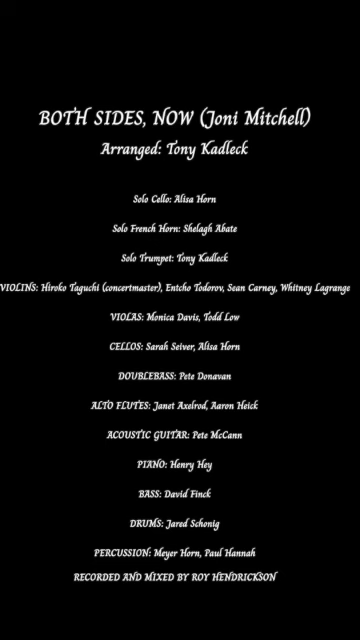 BOTH SIDES, NOW (Joni Mitchell)
Arranged: Tony Kadleck
Solo Cello: Alisa Horn
Solo French Horn: Shelagh Abate
Solo Trumpet: Tony Kadleck
VIOLINS: Hiroko Taguchi (concertmaster), Entcho Todorov, Sean Carney, Whitney Lagrange
VIOLAS: Monica Davis, Todd Low
CELLOS: Sarah Seiver, Alisa Horn
DOUBLEBASS: Pete Donavan
ALTO FLUTES: Janet Axelrod, Aaron Heick
ACOUSTIC GUITAR: Pete McCann
PIANO: Henry Hey
BASS: David Finck
DRUMS: Jared Schonig
PERCUSSION: Meyer Horn, Paul Hannah
RECORDED AND MIXED BY ROY HENDRICKSON